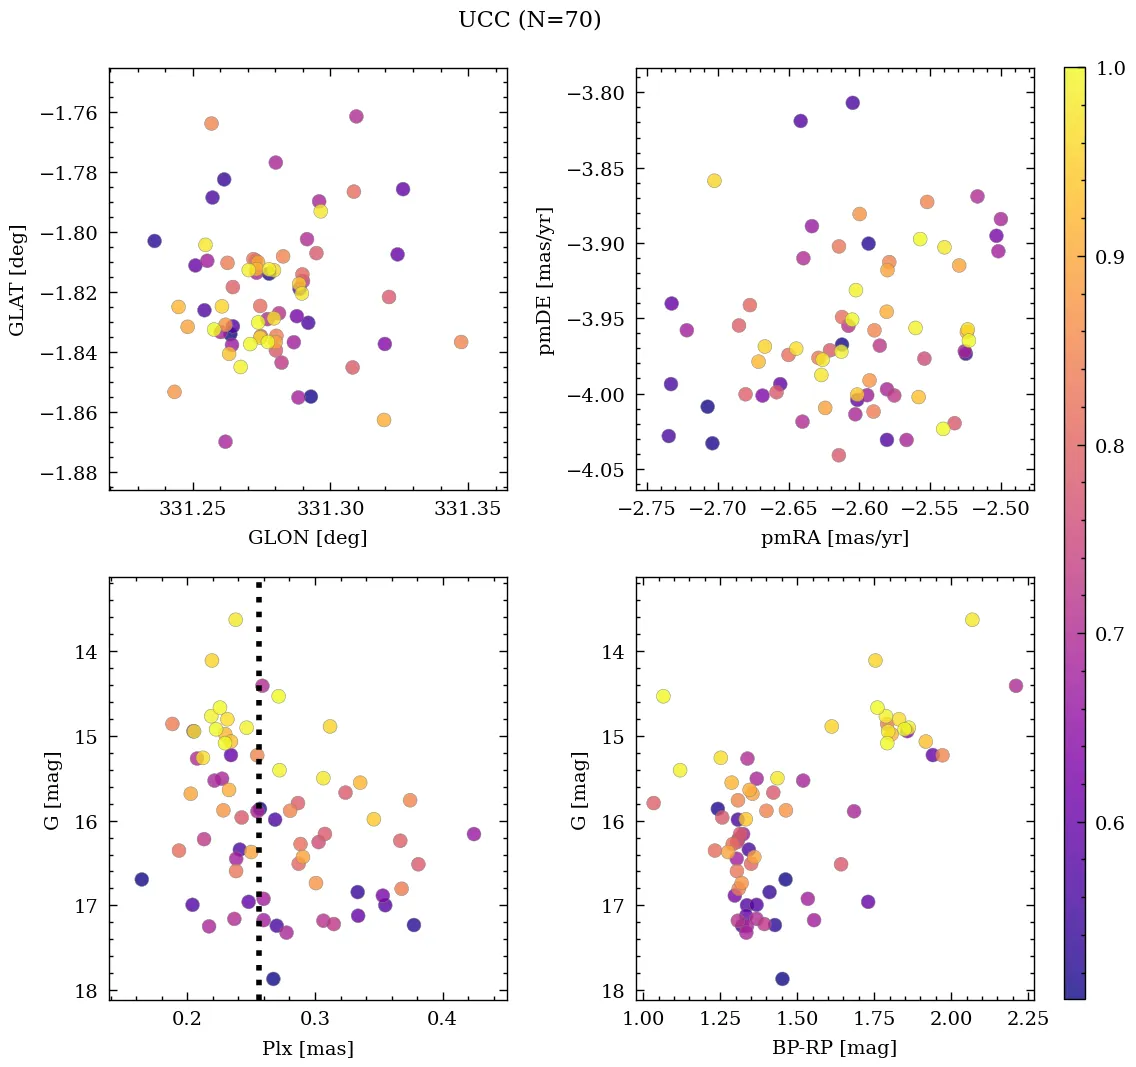 UCC (N=70)
−1.76
−1.78
−1.80
−1.82
−1.84
−1.86
−1.88
GLAT [deg]
331.25 331.30 331.35
GLON [deg]
−3.80
−3.85
−3.90
−3.95
−4.00
−4.05
pmDE [mas/yr]
−2.75 −2.70 −2.65 −2.60 −2.55 −2.50
pmRA [mas/yr]
1.0
0.9
0.8
0.7
0.6
14
15
16
17
18
G [mag]
0.2 0.3 0.4
Plx [mas]
14
15
16
17
18
G [mag]
1.00 1.25 1.50 1.75 2.00 2.25
BP-RP [mag]